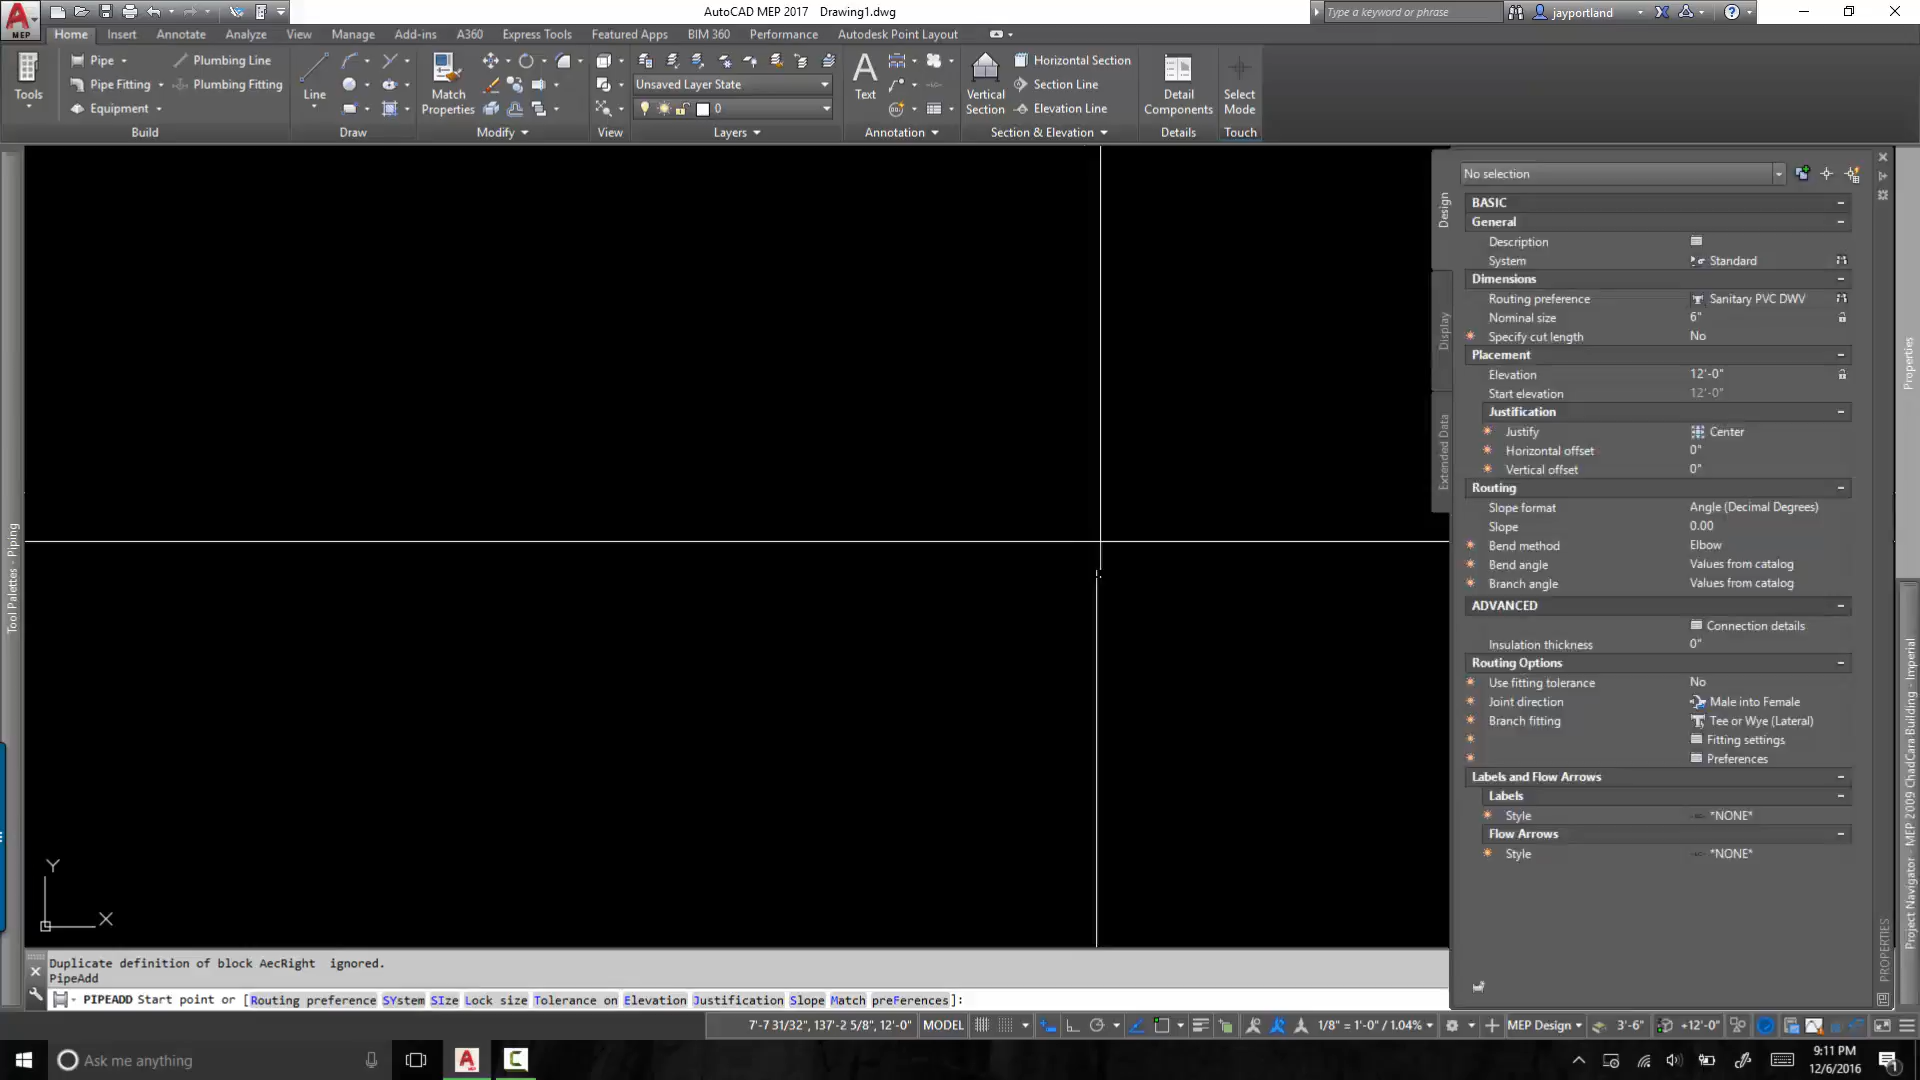 AutoCAD MEP 2017 Drawing1.dwg
Type a keyword or phrase
jayportland
MEP
Home Insert Annotate Analyze View Manage Add-ins A360 Express Tools Featured Apps BIM 360 Performance Autodesk Point Layout
Tools
Pipe
Pipe Fitting
Equipment
Plumbing Line
Plumbing Fitting
Build
Line
Draw
Match
Properties
Modify
View
Unsaved Layer State
0
Layers
A
Text
Annotation
Vertical
Section
Horizontal Section
Section Line
Elevation Line
Section & Elevation
Detail
Components
Details
Select
Mode
Touch
Tool Palettes - Piping
Y
X
Design
Display
Extended Data
No selection
BASIC
General
Description
System Standard
Dimensions
Routing preference Sanitary PVC DWV
Nominal size 6"
Specify cut length No
Placement
Elevation 12'-0"
Start elevation 12'-0"
Justification
Justify Center
Horizontal offset 0"
Vertical offset 0"
Routing
Slope format Angle (Decimal Degrees)
Slope 0.00
Bend method Elbow
Bend angle Values from catalog
Branch angle Values from catalog
ADVANCED
Connection details
Insulation thickness 0"
Routing Options
Use fitting tolerance No
Joint direction Male into Female
Branch fitting Tee or Wye (Lateral)
Fitting settings
Preferences
Labels and Flow Arrows
Labels
Style *NONE*
Flow Arrows
Style *NONE*
PROPERTIES
Properties
Project Navigator - MEP 2009 ChadCara Building - Imperial
Duplicate definition of block AecRight ignored.
PipeAdd
PIPEADD Start point or [Routing preference SYstem SIze Lock size Tolerance on Elevation Justification Slope Match preFerences]:
7'-7 31/32", 137'-2 5/8", 12'-0" MODEL 1/8" = 1'-0" / 1.04% MEP Design 3'-6" +12'-0"
Ask me anything
9:11 PM
12/6/2016
1